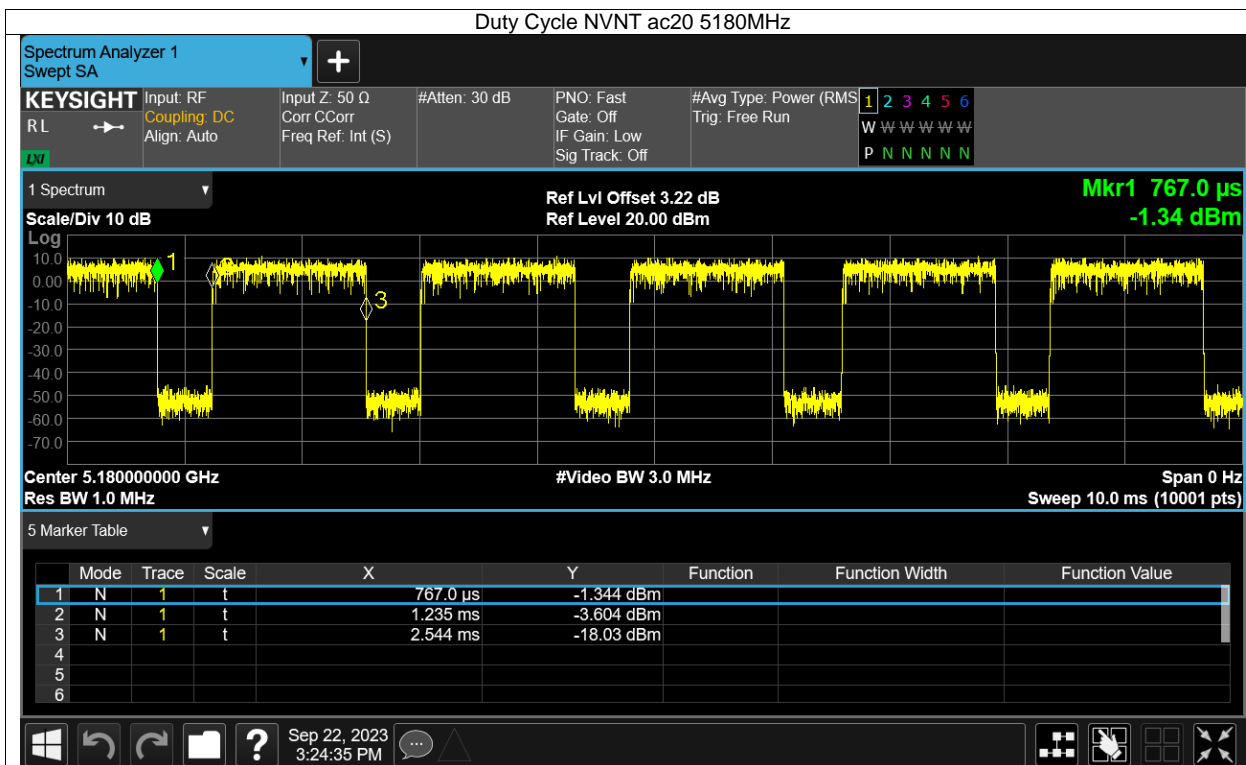 Duty Cycle NVNT ac20 5180MHz
Spectrum Analyzer 1
Swept SA
KEYSIGHT
RL
LXI
Input: RF
Coupling: DC
Align: Auto
Input Z: 50 Ω
Corr CCorr
Freq Ref: Int (S)
#Atten: 30 dB
PNO: Fast
Gate: Off
IF Gain: Low
Sig Track: Off
#Avg Type: Power (RMS
Trig: Free Run
1 2 3 4 5 6
W W W W W W
P N N N N N
1 Spectrum
Scale/Div 10 dB
Ref Lvl Offset 3.22 dB
Ref Level 20.00 dBm
Mkr1 767.0 µs
-1.34 dBm
Log
10.0
0.00
-10.0
-20.0
-30.0
-40.0
-50.0
-60.0
-70.0
1
2
3
Center 5.180000000 GHz
#Video BW 3.0 MHz
Span 0 Hz
Res BW 1.0 MHz
Sweep 10.0 ms (10001 pts)
5 Marker Table
Mode Trace Scale X Y Function Function Width Function Value
1 N 1 t 767.0 µs -1.344 dBm
2 N 1 t 1.235 ms -3.604 dBm
3 N 1 t 2.544 ms -18.03 dBm
4
5
6
?
Sep 22, 2023
3:24:35 PM